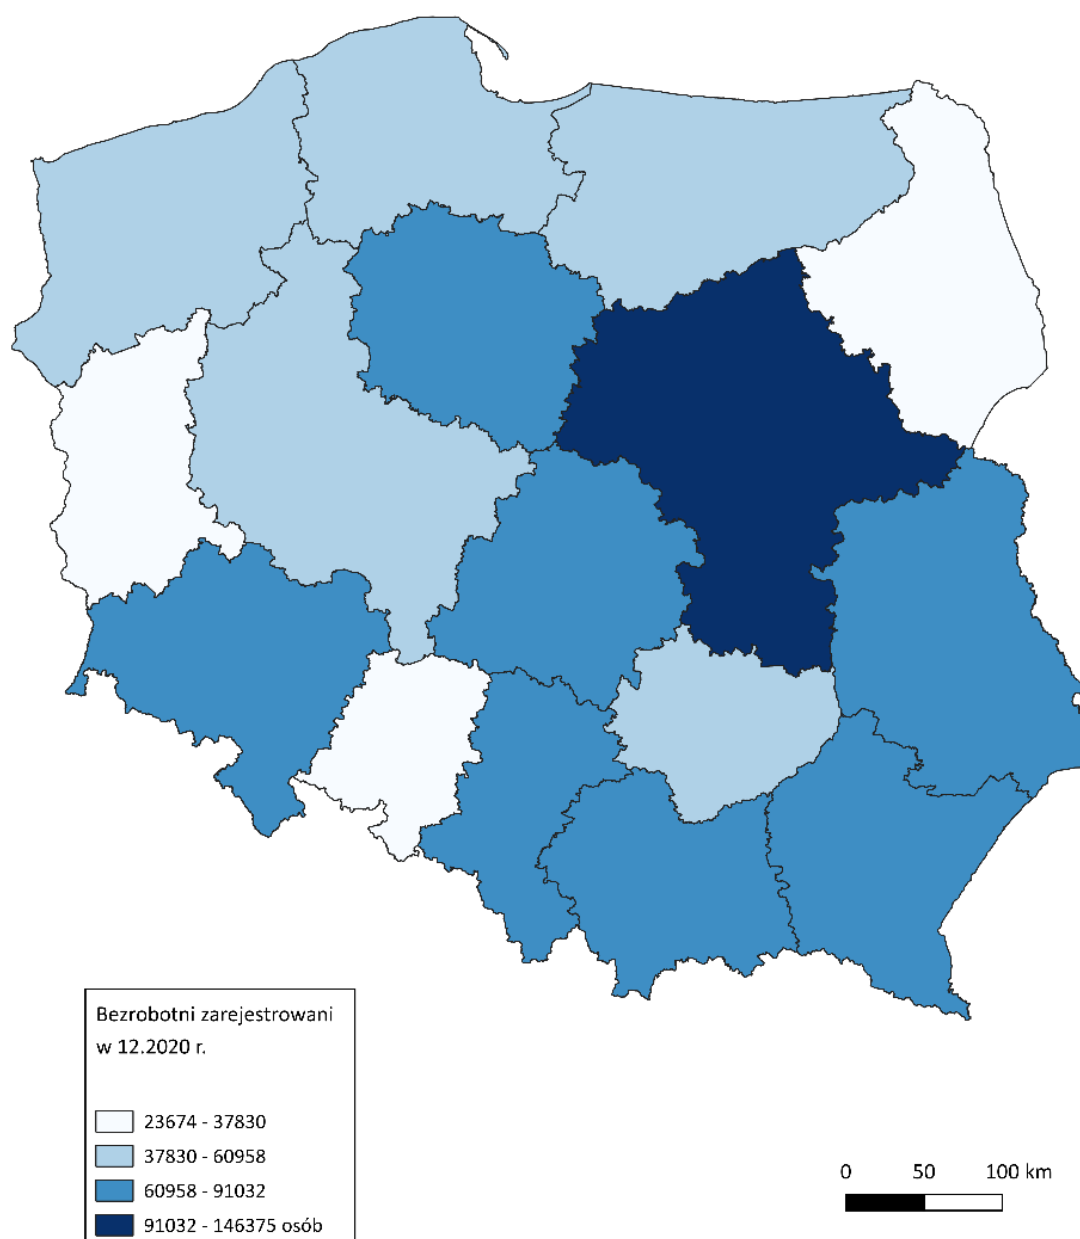 Bezrobotni zarejestrowani
w 12.2020 r.
23674 - 37830
37830 - 60958
60958 - 91032
91032 - 146375 osób
0 50 100 km